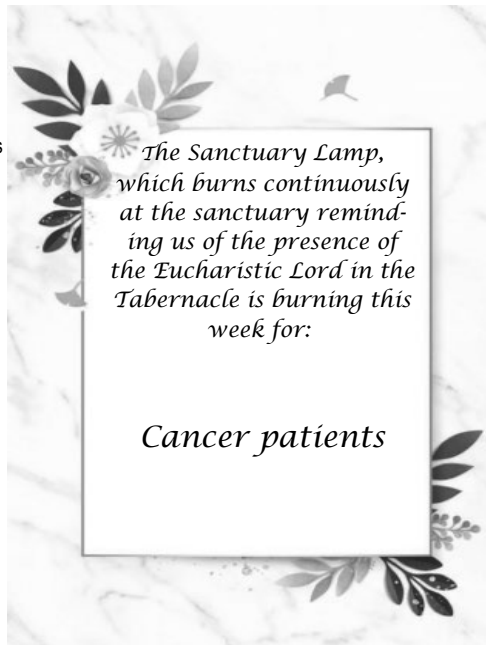 The Sanctuary Lamp,
which burns continuously
at the sanctuary remind-
ing us of the presence of
the Eucharistic Lord in the
Tabernacle is burning this
week for:
Cancer patients